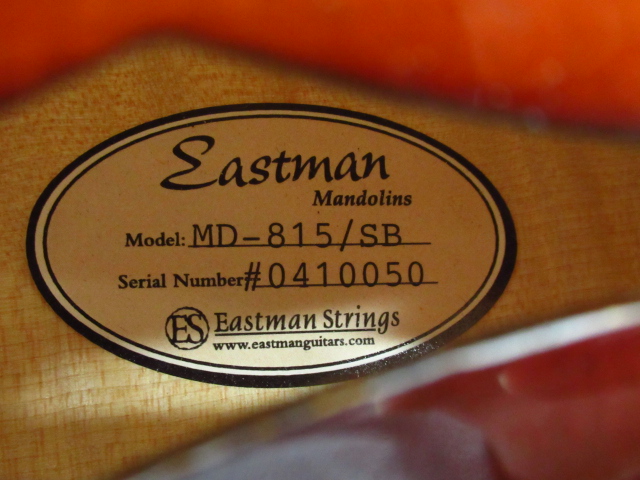 Eastman
Mandolins
Model: MD-815/SB
Serial Number #0410050
ES Eastman Strings
www.eastmanguitars.com